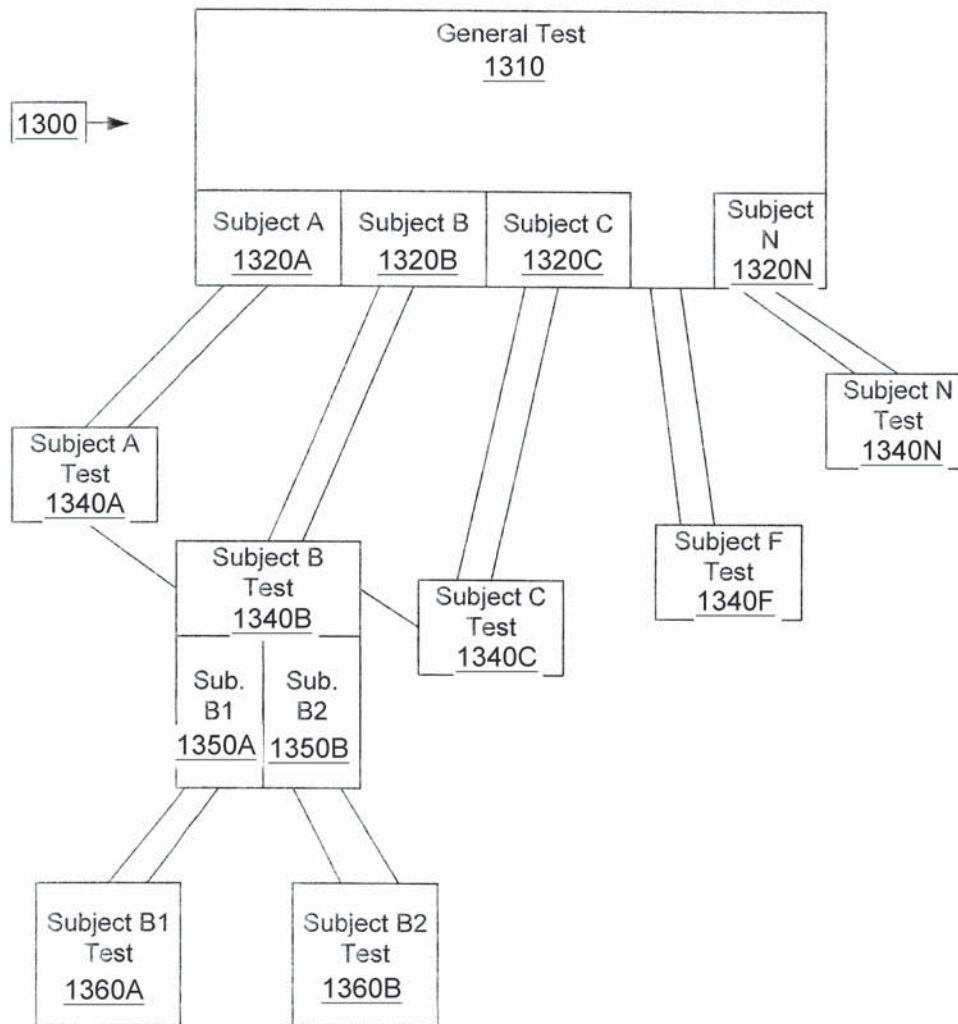 General Test
1310
1300
Subject A
1320A
Subject B
1320B
Subject C
1320C
Subject
N
1320N
Subject N
Test
1340N
Subject A
Test
1340A
Subject B
Test
1340B
Subject C
Test
1340C
Subject F
Test
1340F
Sub.
B1
1350A
Sub.
B2
1350B
Subject B1
Test
1360A
Subject B2
Test
1360B